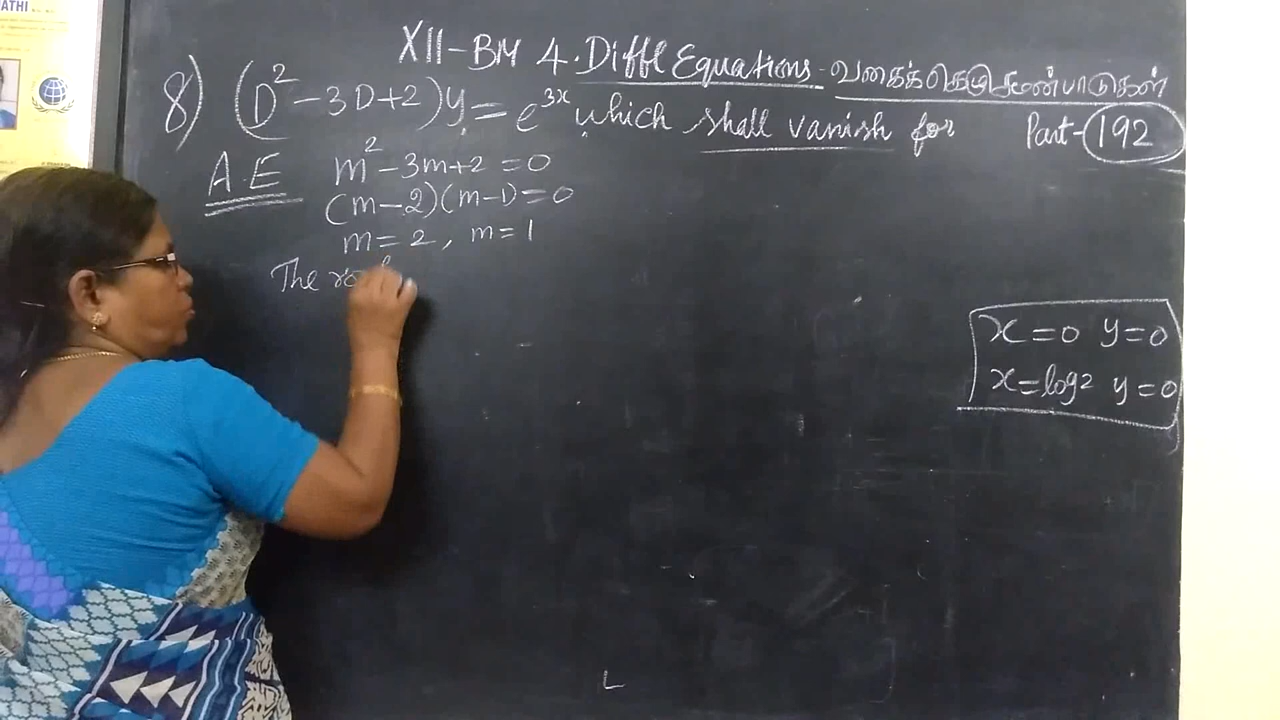 ATHI
XII-BM 4. Diffl Equations - வகைக்கெழு சமன்பாடுகள்
8) (D² - 3D+2)y = e³ˣ which shall vanish for Part-192
A.E m² - 3m+2 = 0
(m-2)(m-1) = 0
m = 2, m = 1
The
x = 0 y = 0
x = log2 y = 0